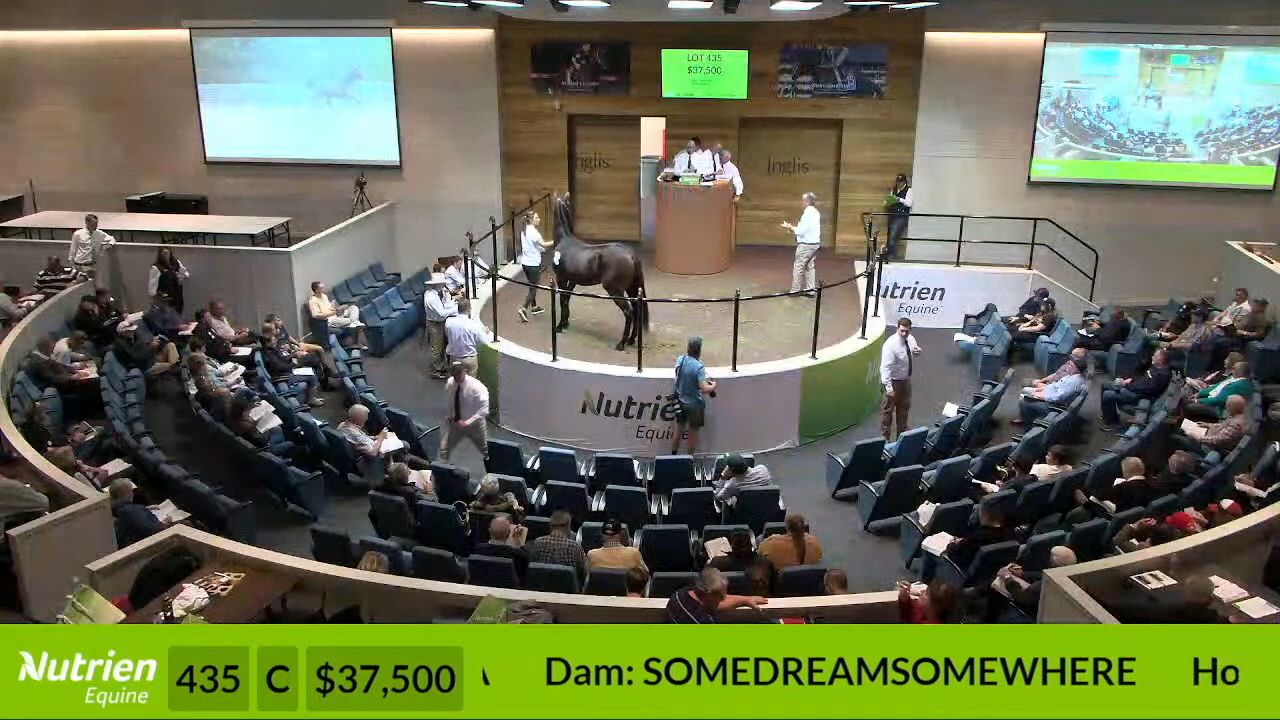 LOT 435
$37,500
Inglis
Inglis
Nutrien
Equine
Nutrien
Equine
Nutrien
Equine
435
C
$37,500
Dam: SOMEDREAMSOMEWHERE
Ho